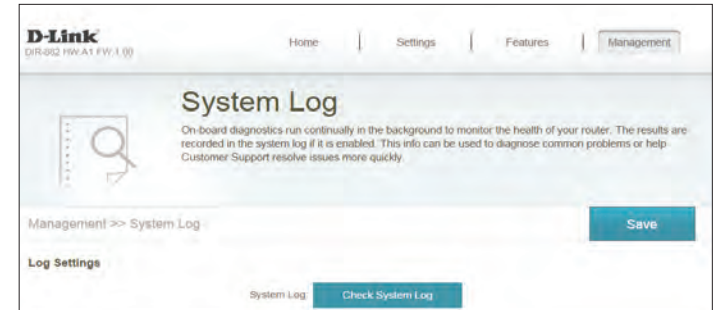 D-Link
DIR-882 HW:A1 FW:1.00
Home | Settings | Features | Management
System Log
On-board diagnostics run continually in the background to monitor the health of your router. The results are
recorded in the system log if it is enabled. This info can be used to diagnose common problems or help
Customer Support resolve issues more quickly.
Management >> System Log
Save
Log Settings
System Log:
Check System Log